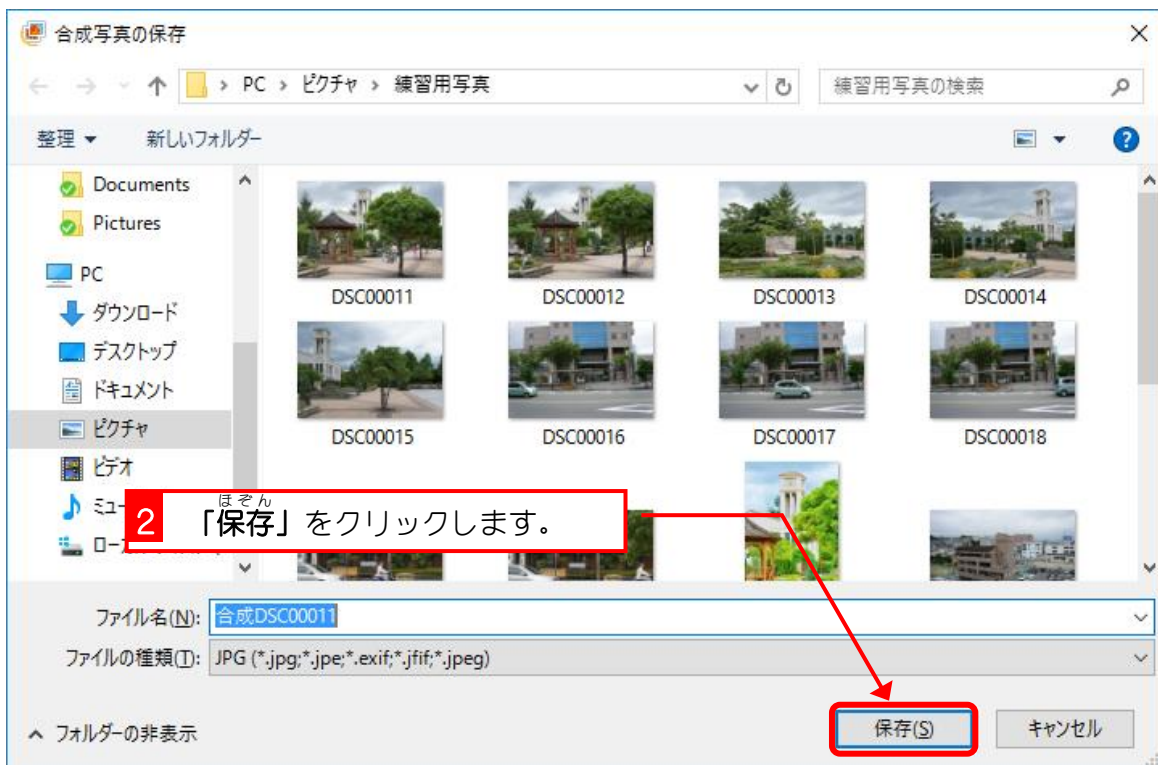 合成写真の保存
PC › ピクチャ › 練習用写真
練習用写真の検索
整理
新しいフォルダー
Documents
Pictures
PC
ダウンロード
デスクトップ
ドキュメント
ピクチャ
ビデオ
DSC00011 DSC00012 DSC00013 DSC00014
DSC00015 DSC00016 DSC00017 DSC00018
ほぞん
2 「保存」をクリックします。
ファイル名(N): 合成DSC00011
ファイルの種類(T): JPG (*.jpg;*.jpe;*.exif;*.jfif;*.jpeg)
フォルダーの非表示
保存(S)
キャンセル